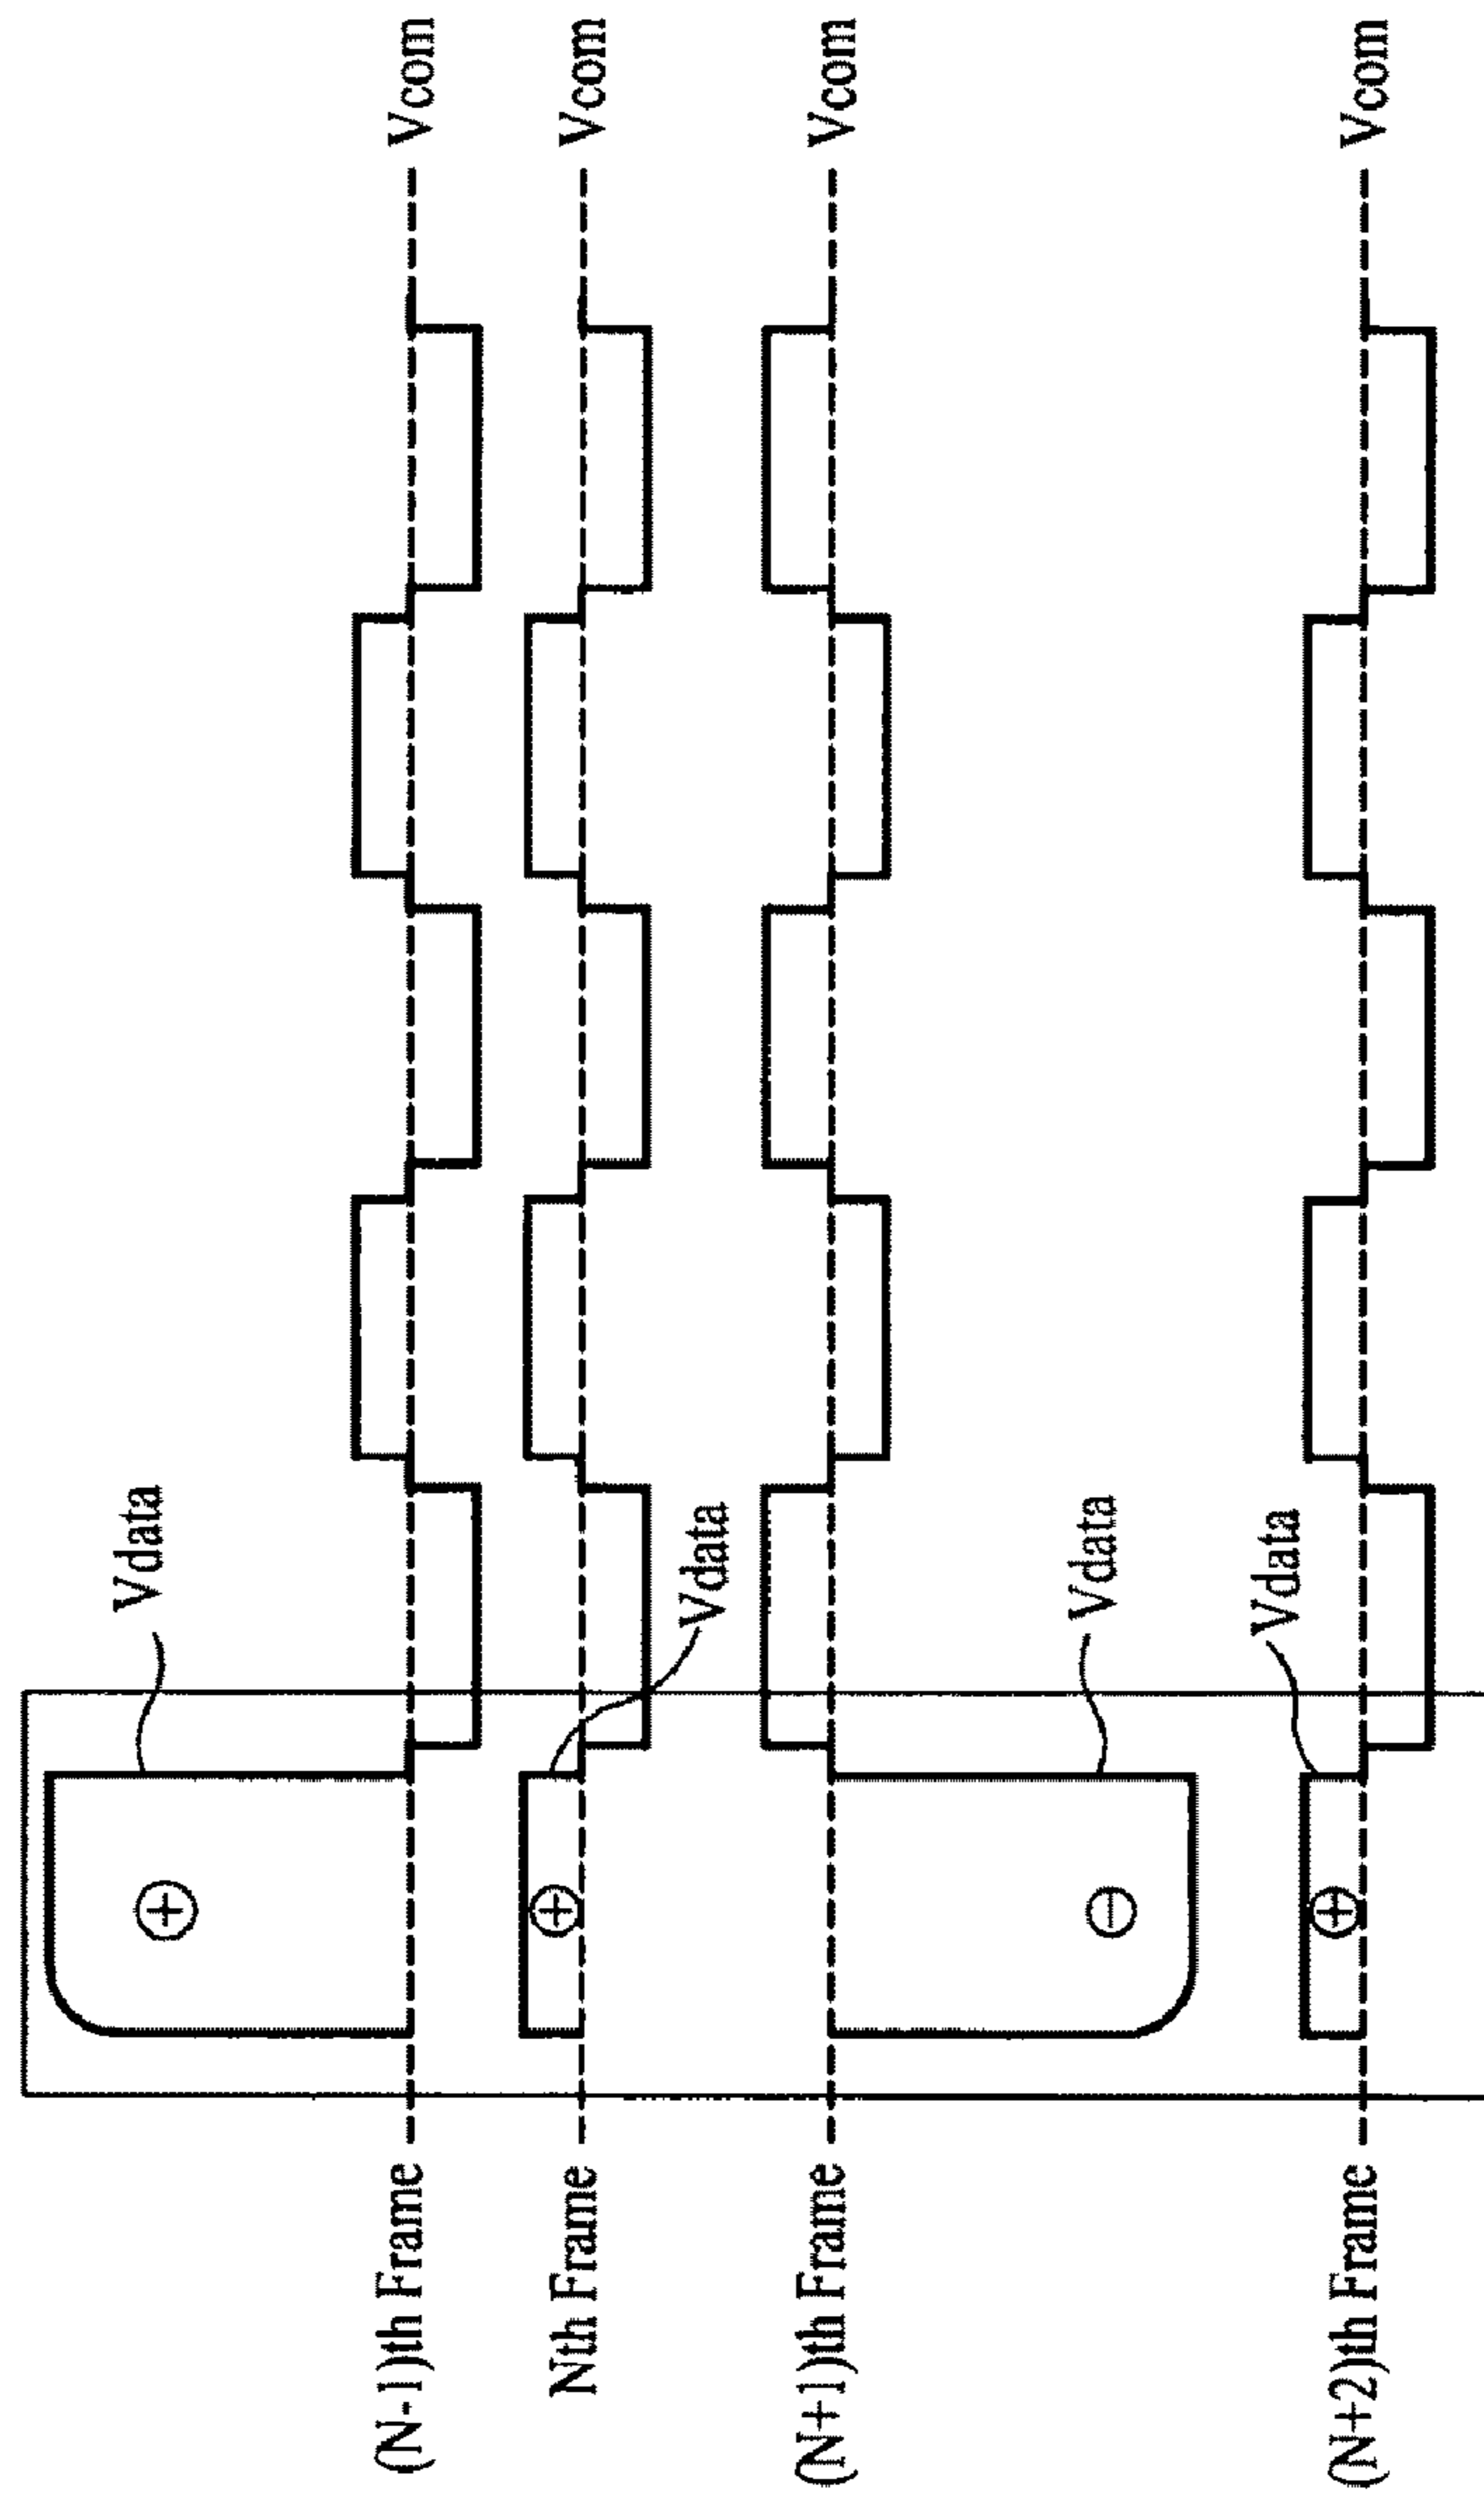 Vdata
(N-1)th Frame Vcom
Nth Frame Vcom
Vdata
(N+1)th Frame Vcom
Vdata
Vdata
(N+2)th Frame Vcom